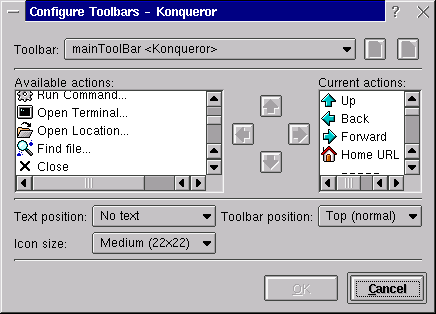 Configure Toolbars - Konqueror
Toolbar: mainToolBar <Konqueror>
Available actions:
Run Command...
Open Terminal...
Open Location...
Find file...
Close
Current actions:
Up
Back
Forward
Home URL
-----
Text position: No text
Toolbar position: Top (normal)
Icon size: Medium (22x22)
OK
Cancel